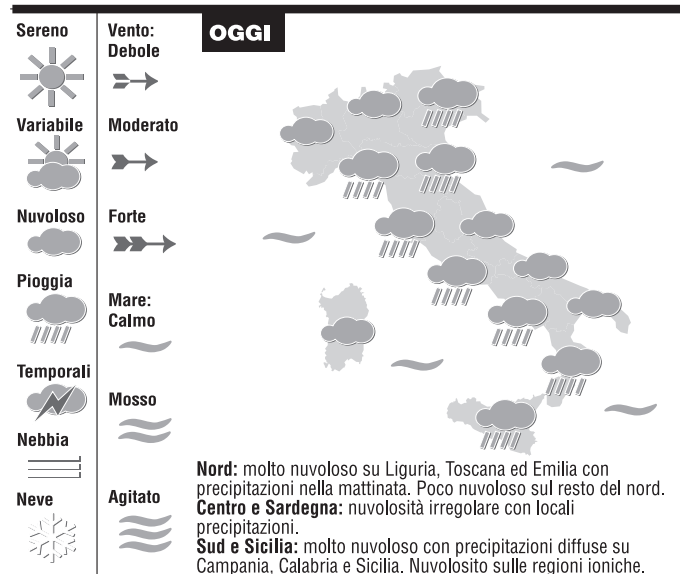 Sereno
Variabile
Nuvoloso
Pioggia
Temporali
Nebbia
Neve
Vento:
Debole
Moderato
Forte
Mare:
Calmo
Mosso
Agitato
OGGI
Nord: molto nuvoloso su Liguria, Toscana ed Emilia con
precipitazioni nella mattinata. Poco nuvoloso sul resto del nord.
Centro e Sardegna: nuvolosità irregolare con locali
precipitazioni.
Sud e Sicilia: molto nuvoloso con precipitazioni diffuse su
Campania, Calabria e Sicilia. Nuvolosito sulle regioni ioniche.